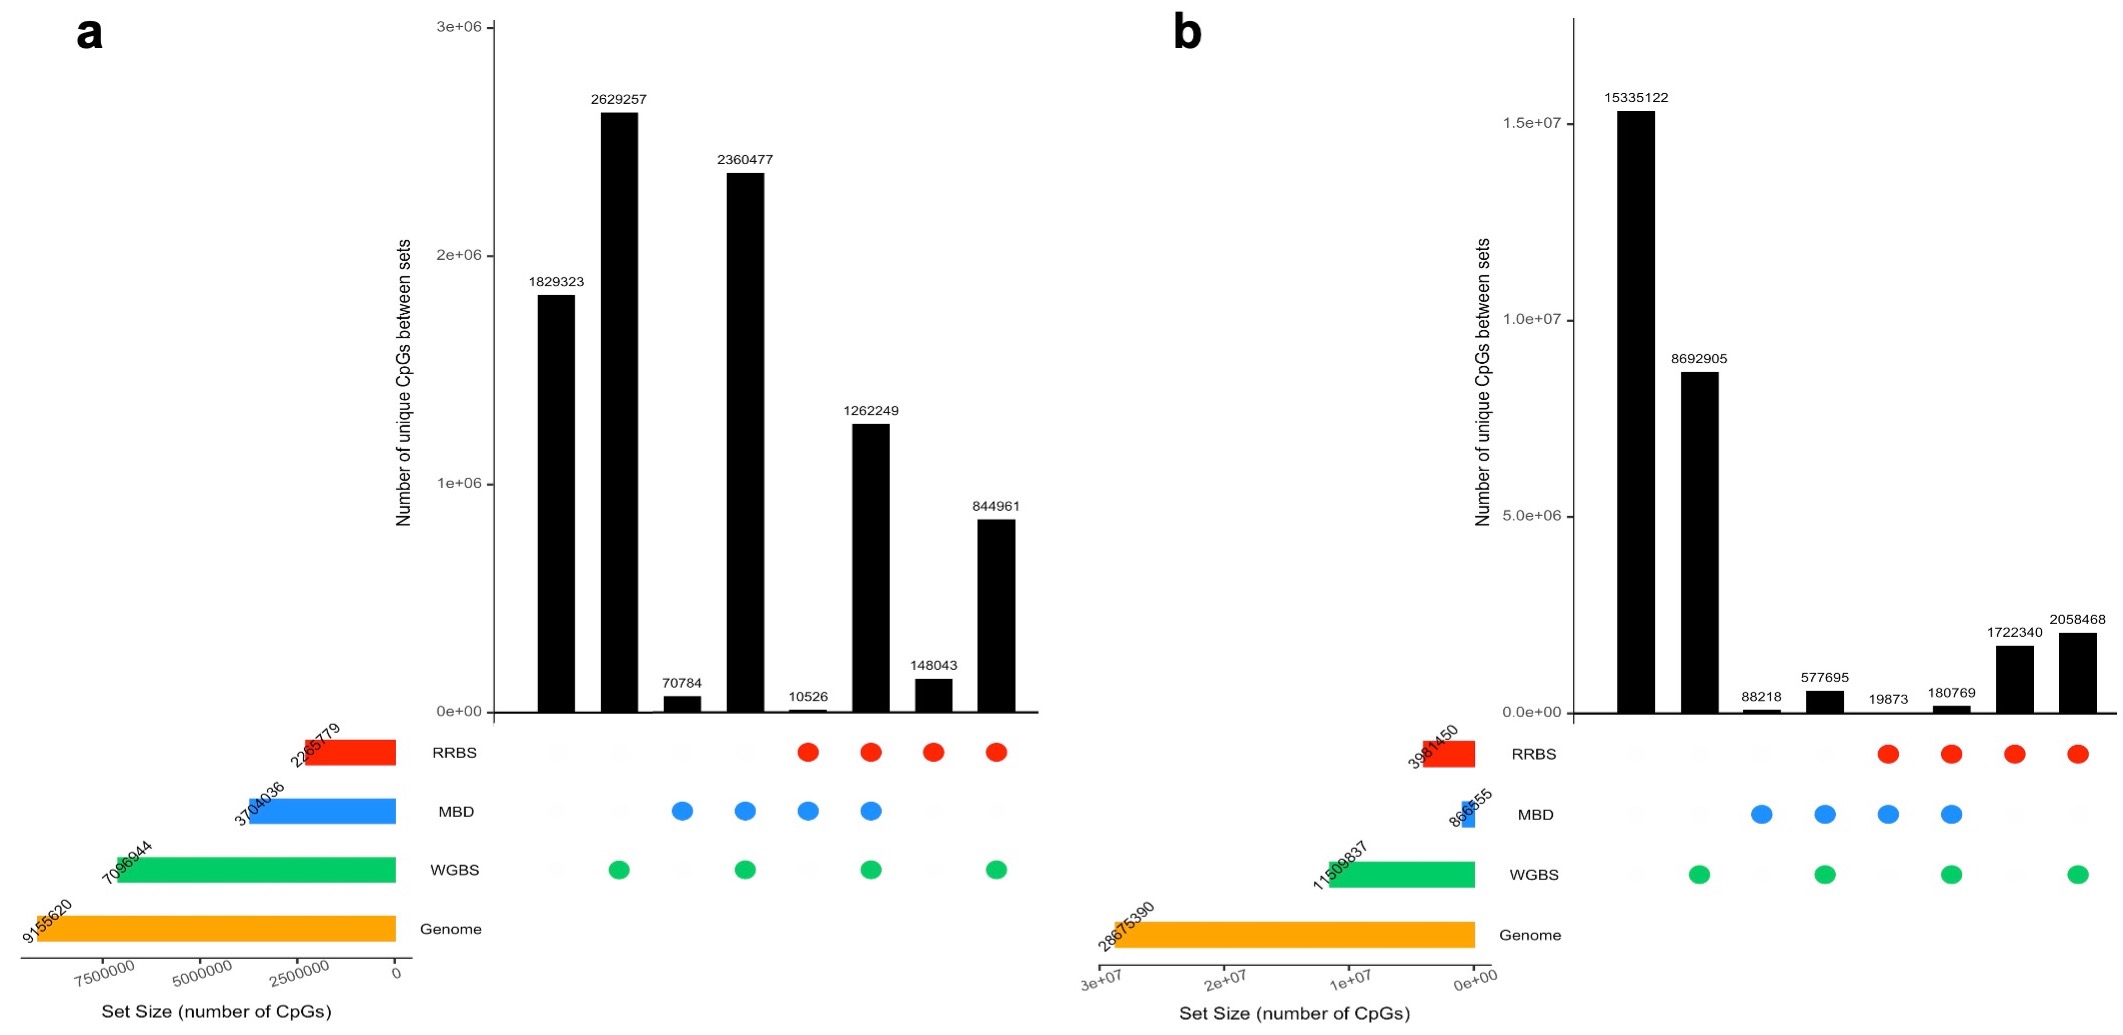 a
3e+06
2e+06
1e+06
0e+00
Number of unique CpGs between sets
1829323
2629257
70784
2360477
10526
1262249
148043
844961
2265779
RRBS
3704036
MBD
7096944
WGBS
9155620
Genome
7500000
5000000
2500000
0
Set Size (number of CpGs)
b
1.5e+07
1.0e+07
5.0e+06
0.0e+00
Number of unique CpGs between sets
15335122
8692905
88218
577695
19873
180769
1722340
2058468
3981450
RRBS
866555
MBD
11509837
WGBS
28675390
Genome
3e+07
2e+07
1e+07
0e+00
Set Size (number of CpGs)